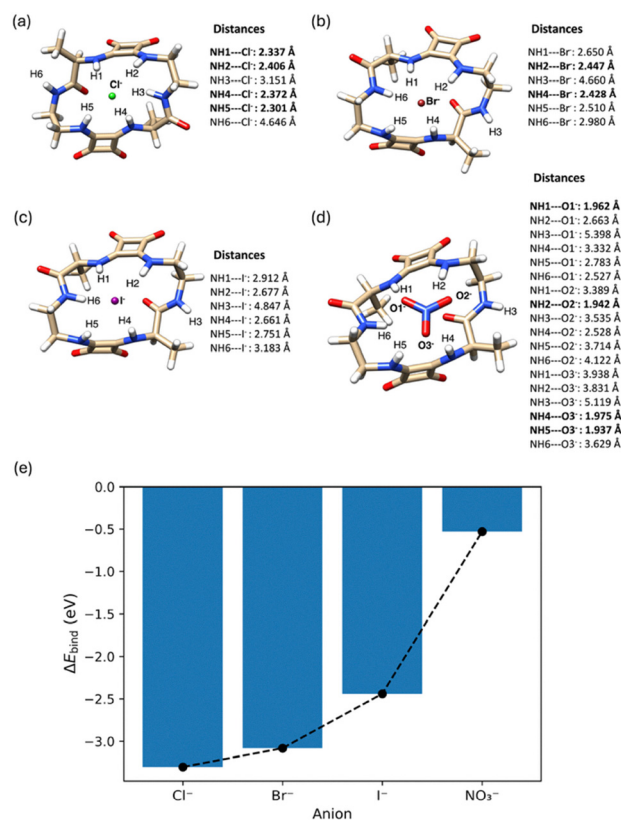 (a)
Distances
NH1---Cl⁻: 2.337 Å
NH2---Cl⁻: 2.406 Å
NH3---Cl⁻: 3.151 Å
NH4---Cl⁻: 2.372 Å
NH5---Cl⁻: 2.301 Å
NH6---Cl⁻: 4.646 Å
H6
H1
H2
Cl⁻
H3
H5
H4
(b)
Distances
NH1---Br⁻: 2.650 Å
NH2---Br⁻: 2.447 Å
NH3---Br⁻: 4.660 Å
NH4---Br⁻: 2.428 Å
NH5---Br⁻: 2.510 Å
NH6---Br⁻: 2.980 Å
H1
H2
H6
Br⁻
H5
H4
H3
(c)
Distances
NH1---I⁻: 2.912 Å
NH2---I⁻: 2.677 Å
NH3---I⁻: 4.847 Å
NH4---I⁻: 2.661 Å
NH5---I⁻: 2.751 Å
NH6---I⁻: 3.183 Å
H1
H2
H6
I⁻
H5
H4
H3
(d)
Distances
NH1---O1⁻: 1.962 Å
NH2---O1⁻: 2.663 Å
NH3---O1⁻: 5.398 Å
NH4---O1⁻: 3.332 Å
NH5---O1⁻: 2.783 Å
NH6---O1⁻: 2.527 Å
NH1---O2⁻: 3.389 Å
NH2---O2⁻: 1.942 Å
NH3---O2⁻: 3.535 Å
NH4---O2⁻: 2.528 Å
NH5---O2⁻: 3.714 Å
NH6---O2⁻: 4.122 Å
NH1---O3⁻: 3.938 Å
NH2---O3⁻: 3.831 Å
NH3---O3⁻: 5.119 Å
NH4---O3⁻: 1.975 Å
NH5---O3⁻: 1.937 Å
NH6---O3⁻: 3.629 Å
H1
H2
O1⁻
O2⁻
H3
H6
O3⁻
H5
H4
(e)
0.0
−0.5
−1.0
−1.5
−2.0
−2.5
−3.0
ΔE_bind (eV)
Cl⁻
Br⁻
I⁻
NO₃⁻
Anion